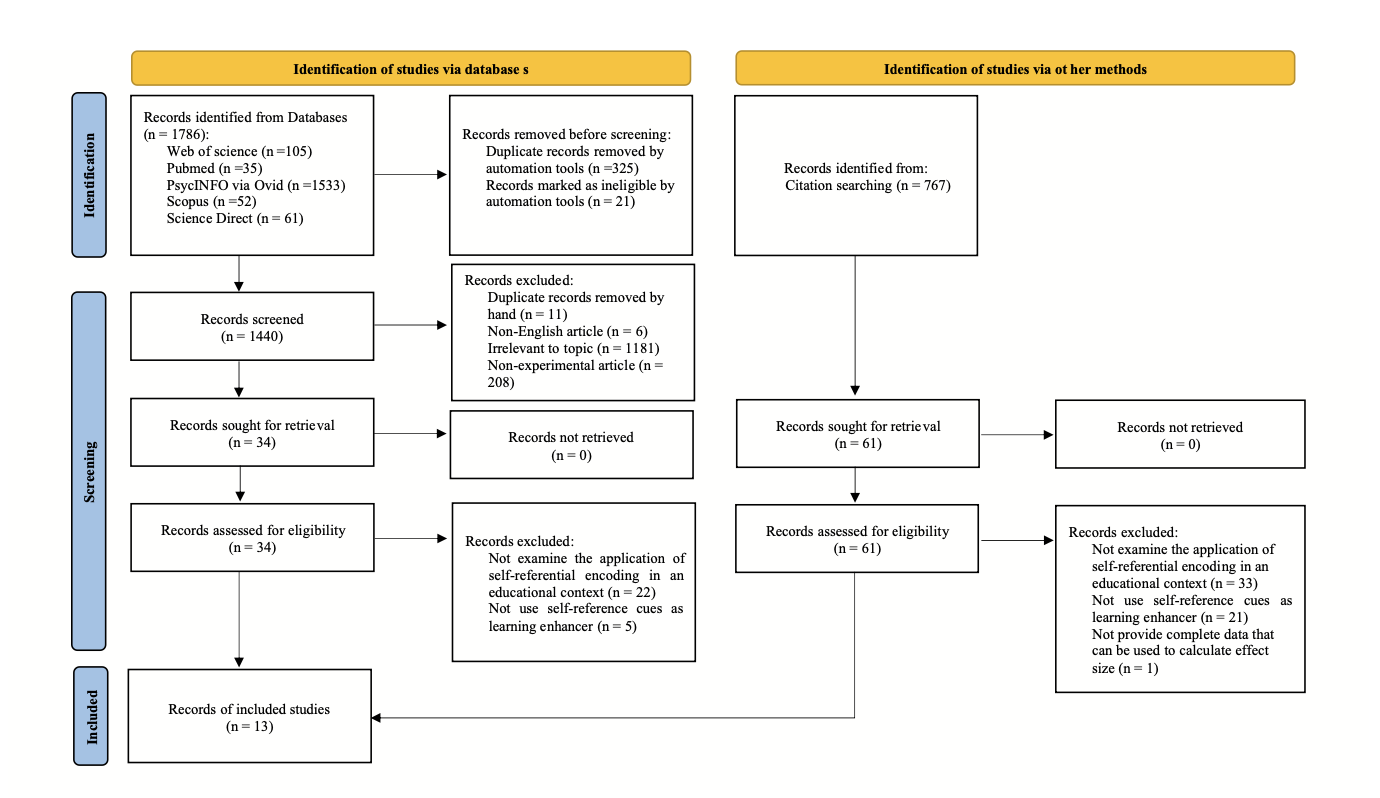 Identification of studies via database s
Identification of studies via ot her methods
Identification
Records identified from Databases
(n = 1786):
Web of science (n =105)
Pubmed (n =35)
PsycINFO via Ovid (n =1533)
Scopus (n =52)
Science Direct (n = 61)
Records removed before screening:
Duplicate records removed by
automation tools (n =325)
Records marked as ineligible by
automation tools (n = 21)
Records identified from:
Citation searching (n = 767)
Screening
Records screened
(n = 1440)
Records excluded:
Duplicate records removed by
hand (n = 11)
Non-English article (n = 6)
Irrelevant to topic (n = 1181)
Non-experimental article (n =
208)
Records sought for retrieval
(n = 34)
Records not retrieved
(n = 0)
Records sought for retrieval
(n = 61)
Records not retrieved
(n = 0)
Records assessed for eligibility
(n = 34)
Records excluded:
Not examine the application of
self-referential encoding in an
educational context (n = 22)
Not use self-reference cues as
learning enhancer (n = 5)
Records assessed for eligibility
(n = 61)
Records excluded:
Not examine the application of
self-referential encoding in an
educational context (n = 33)
Not use self-reference cues as
learning enhancer (n = 21)
Not provide complete data that
can be used to calculate effect
size (n = 1)
Included
Records of included studies
(n = 13)